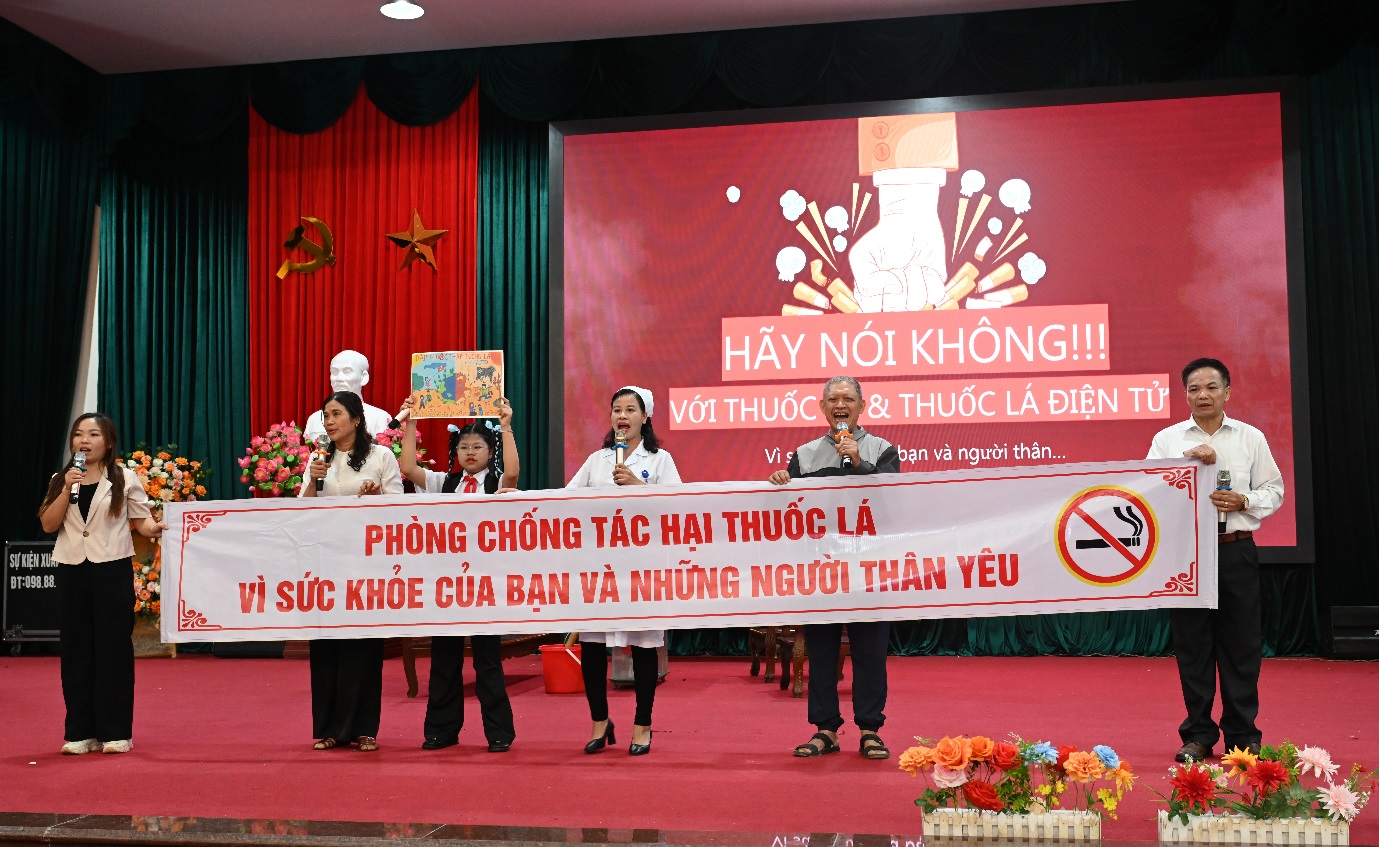 HÃY NÓI KHÔNG!!!
VỚI THUỐC & THUỐC LÁ ĐIỆN TỬ
Vì bạn và người thân...
PHÒNG CHỐNG TÁC HẠI THUỐC LÁ
VÌ SỨC KHỎE CỦA BẠN VÀ NHỮNG NGƯỜI THÂN YÊU
SỰ KIỆN
ĐT:098.88.